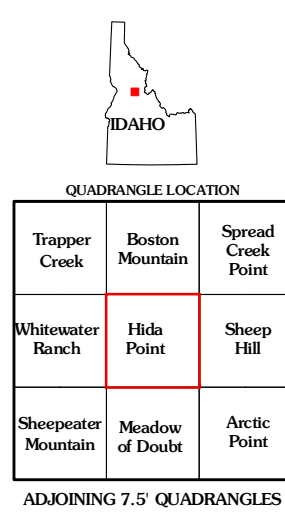 IDAHO
QUADRANGLE LOCATION
Trapper
Creek
Boston
Mountain
Spread
Creek
Point
Whitewater
Ranch
Hida
Point
Sheep
Hill
Sheepeater
Mountain
Meadow
of Doubt
Arctic
Point
ADJOINING 7.5' QUADRANGLES